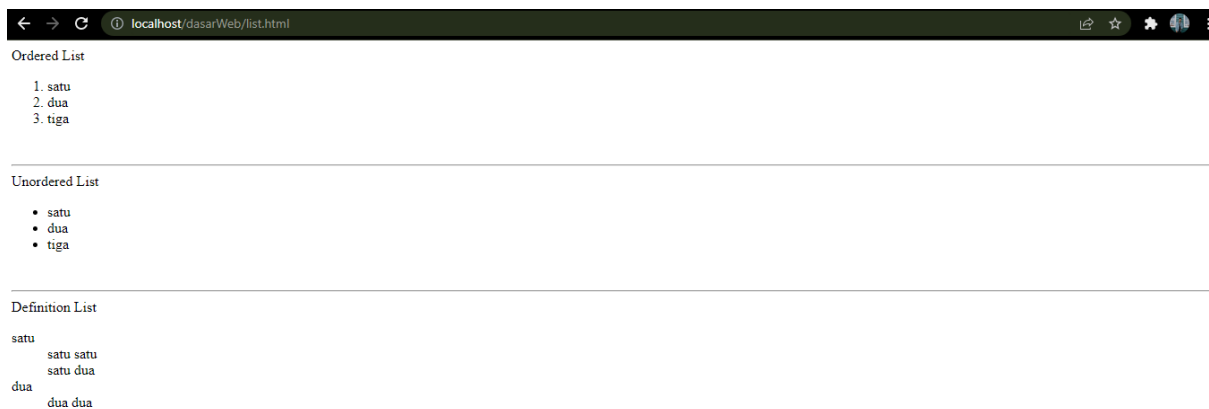 localhost/dasarWeb/list.html
Ordered List
1. satu
2. dua
3. tiga
Unordered List
• satu
• dua
• tiga
Definition List
satu
satu satu
satu dua
dua
dua dua